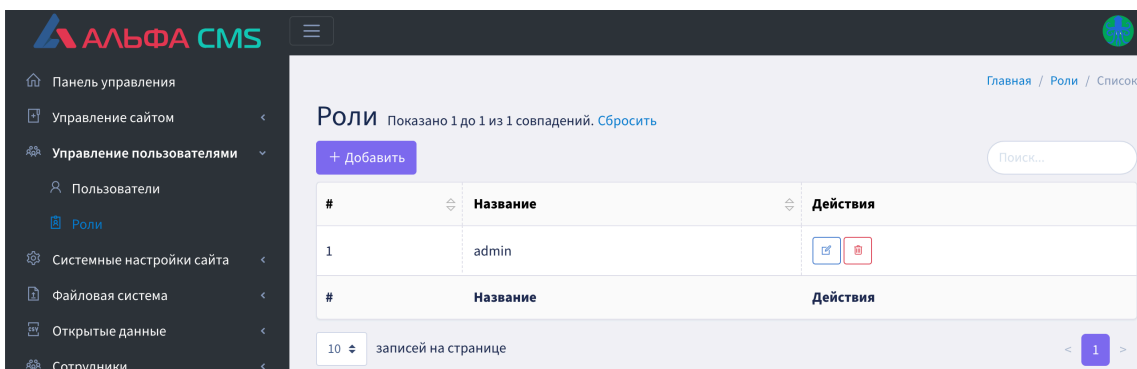 АЛЬФА CMS
Панель управления
Управление сайтом
Управление пользователями
Пользователи
Роли
Системные настройки сайта
Файловая система
Открытые данные
Сотрудники
Главная / Роли / Список
Роли Показано 1 до 1 из 1 совпадений. Сбросить
+ Добавить
Поиск...
# Название Действия
1 admin
# Название Действия
10 записей на странице
< 1 >